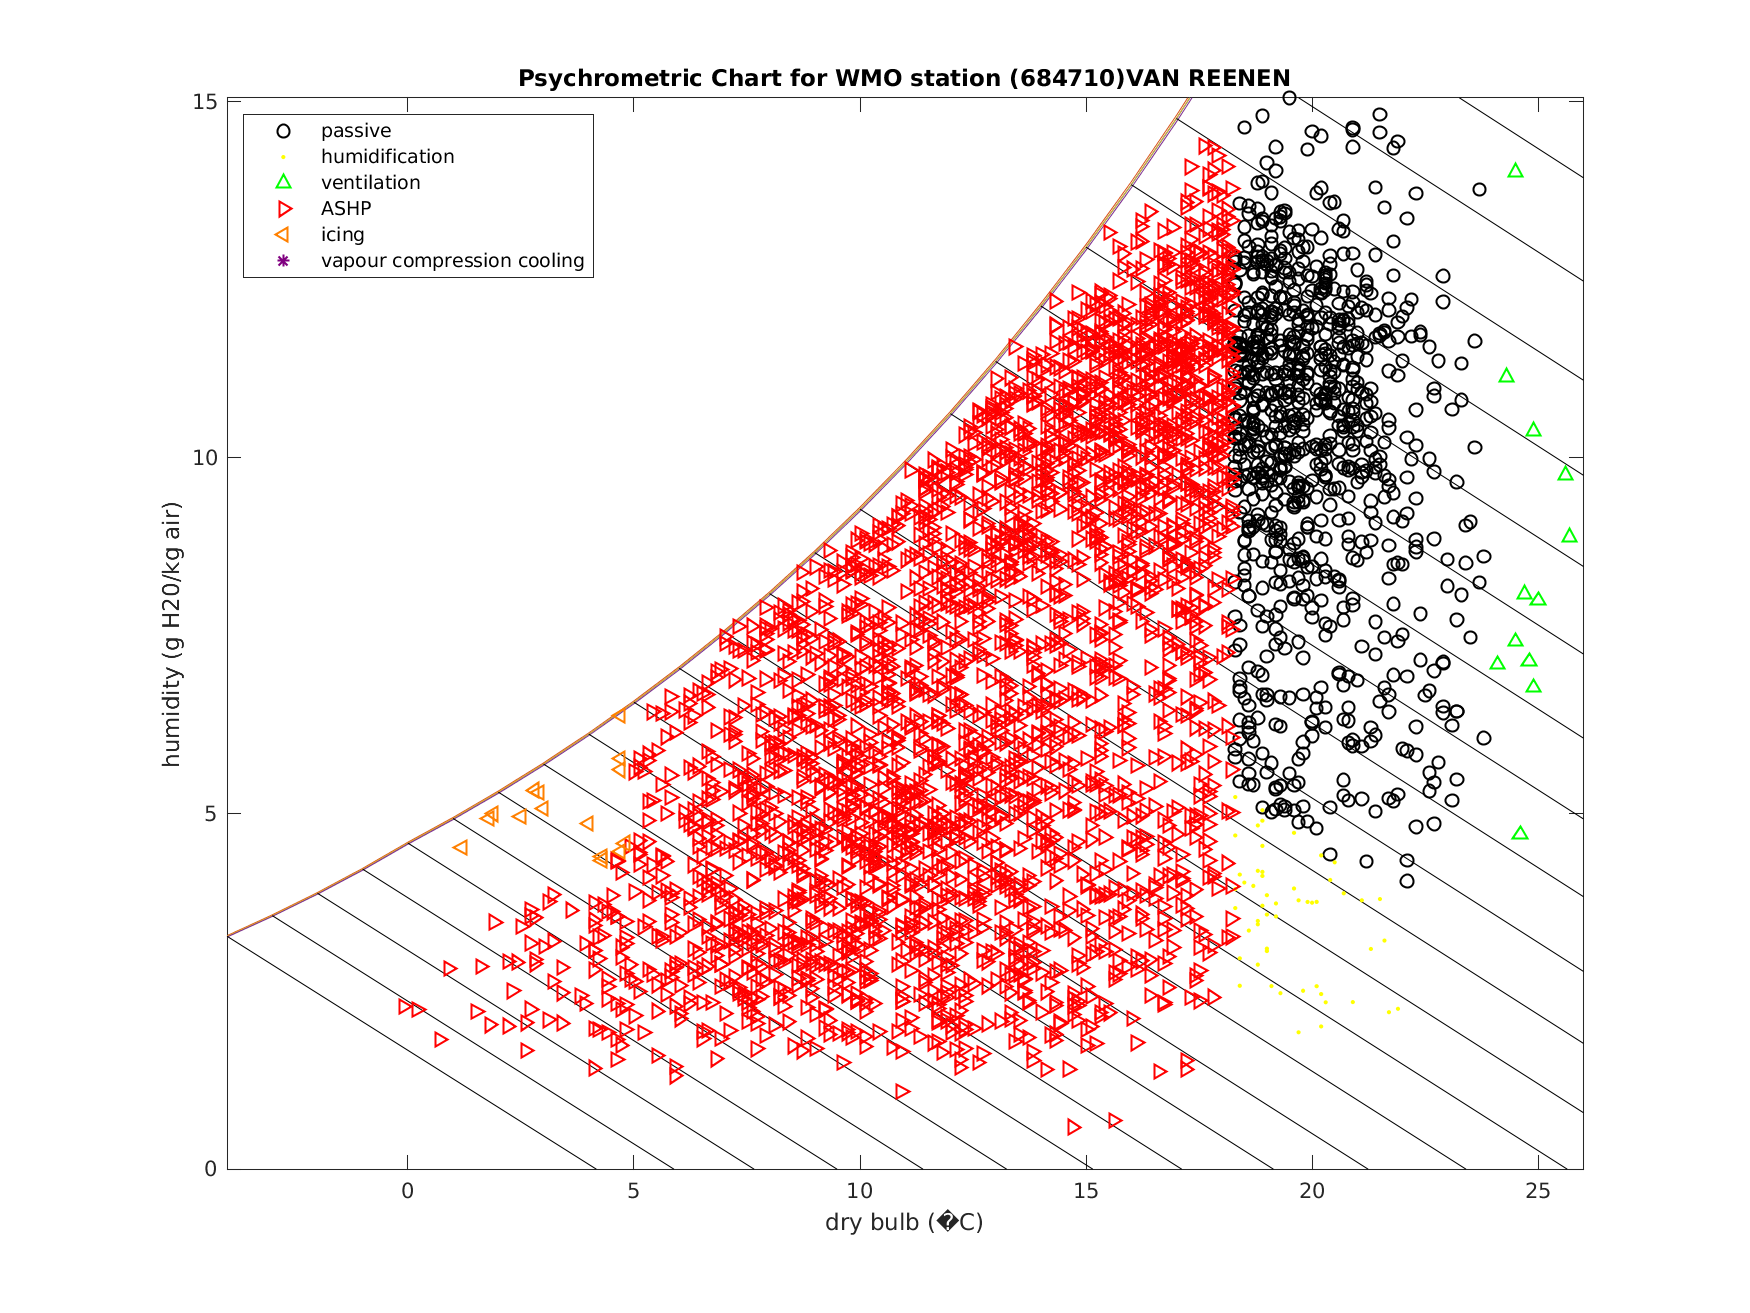 Psychrometric Chart for WMO station (684710)VAN REENEN
15
passive
humidification
ventilation
ASHP
icing
vapour compression cooling
10
humidity (g H20/kg air)
5
0
0
5
10
15
20
25
dry bulb (�C)